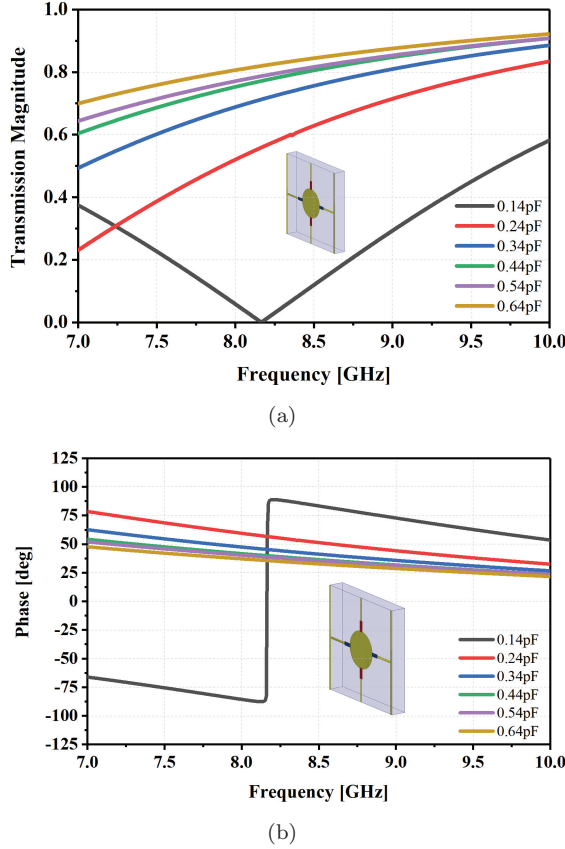 1.0
0.8
0.6
0.4
0.2
0.0
Transmission Magnitude
0.14pF
0.24pF
0.34pF
0.44pF
0.54pF
0.64pF
7.0 7.5 8.0 8.5 9.0 9.5 10.0
Frequency [GHz]
(a)
125
100
75
50
25
0
-25
-50
-75
-100
-125
Phase [deg]
0.14pF
0.24pF
0.34pF
0.44pF
0.54pF
0.64pF
7.0 7.5 8.0 8.5 9.0 9.5 10.0
Frequency [GHz]
(b)